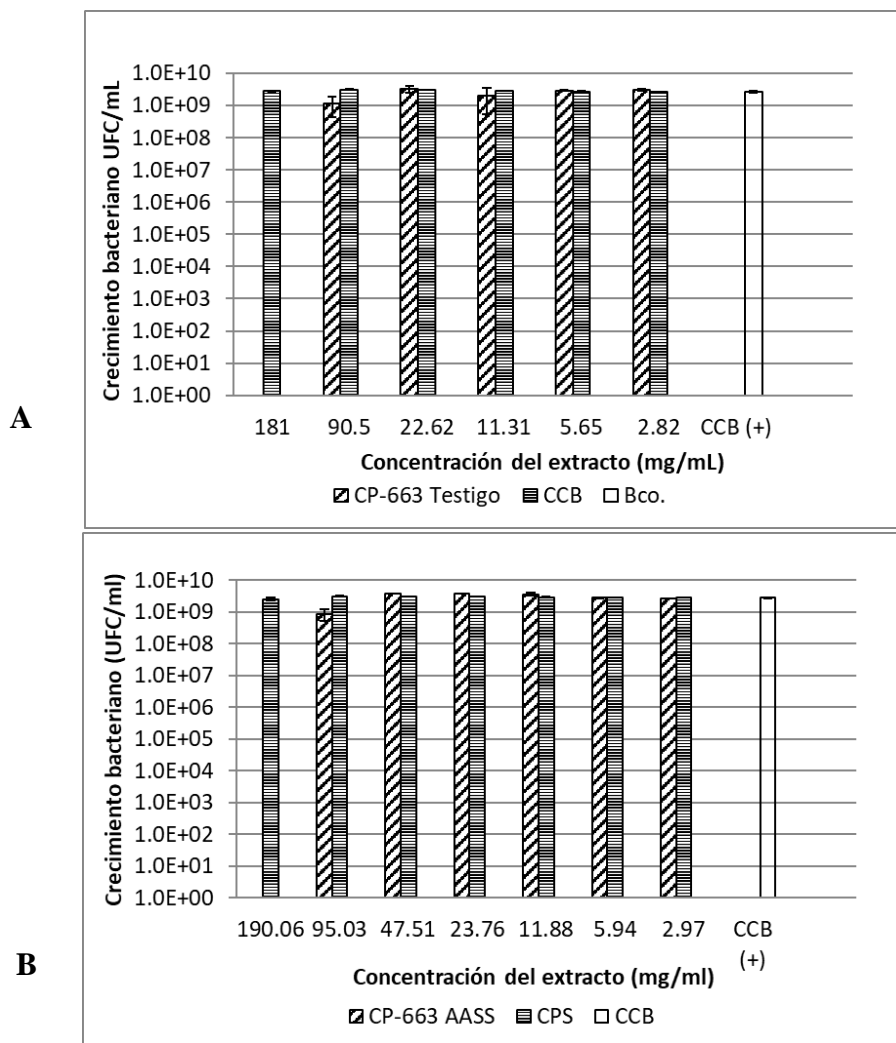 A
Crecimiento bacteriano UFC/mL
1.0E+10
1.0E+09
1.0E+08
1.0E+07
1.0E+06
1.0E+05
1.0E+04
1.0E+03
1.0E+02
1.0E+01
1.0E+00
181 90.5 22.62 11.31 5.65 2.82 CCB (+)
Concentración del extracto (mg/mL)
CP-663 Testigo CCB Bco.
B
Crecimiento bacteriano (UFC/ml)
1.0E+10
1.0E+09
1.0E+08
1.0E+07
1.0E+06
1.0E+05
1.0E+04
1.0E+03
1.0E+02
1.0E+01
1.0E+00
190.06 95.03 47.51 23.76 11.88 5.94 2.97 CCB
(+)
Concentración del extracto (mg/ml)
CP-663 AASS CPS CCB